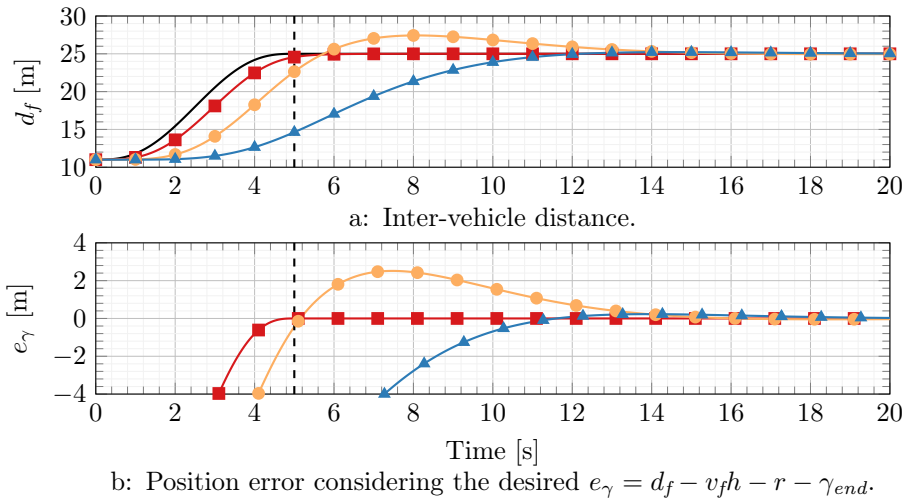 30
25
20
15
10
d_f [m]
0 2 4 6 8 10 12 14 16 18 20
a: Inter-vehicle distance.
4
2
0
−2
−4
e_γ [m]
0 2 4 6 8 10 12 14 16 18 20
Time [s]
b: Position error considering the desired e_γ = d_f − v_f h − r − γ_end.